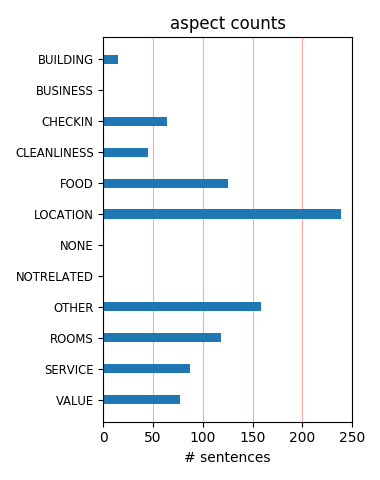 aspect counts
BUILDING
BUSINESS
CHECKIN
CLEANLINESS
FOOD
LOCATION
NONE
NOTRELATED
OTHER
ROOMS
SERVICE
VALUE
0 50 100 150 200 250
# sentences